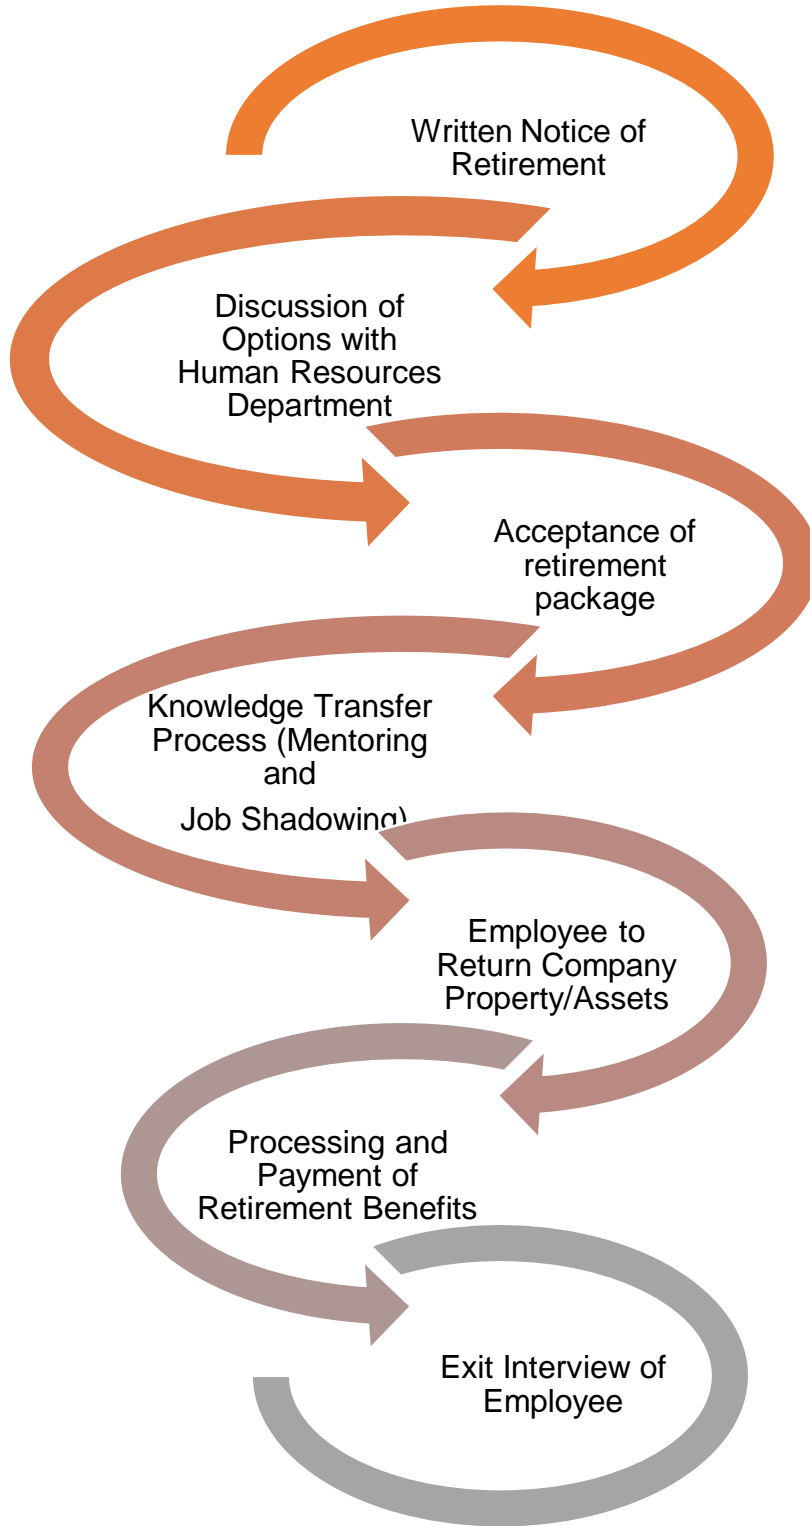 Written Notice of
Retirement
Discussion of
Options with
Human Resources
Department
Acceptance of
retirement
package
Knowledge Transfer
Process (Mentoring
and
Job Shadowing)
Employee to
Return Company
Property/Assets
Processing and
Payment of
Retirement Benefits
Exit Interview of
Employee